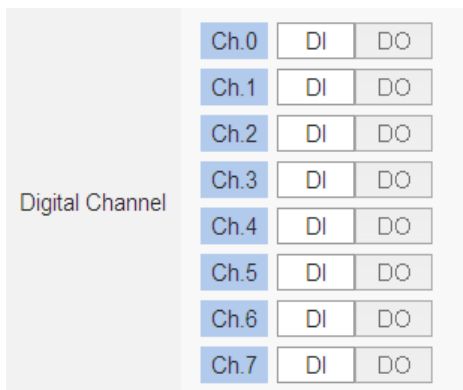 Digital Channel
Ch.0 DI DO
Ch.1 DI DO
Ch.2 DI DO
Ch.3 DI DO
Ch.4 DI DO
Ch.5 DI DO
Ch.6 DI DO
Ch.7 DI DO